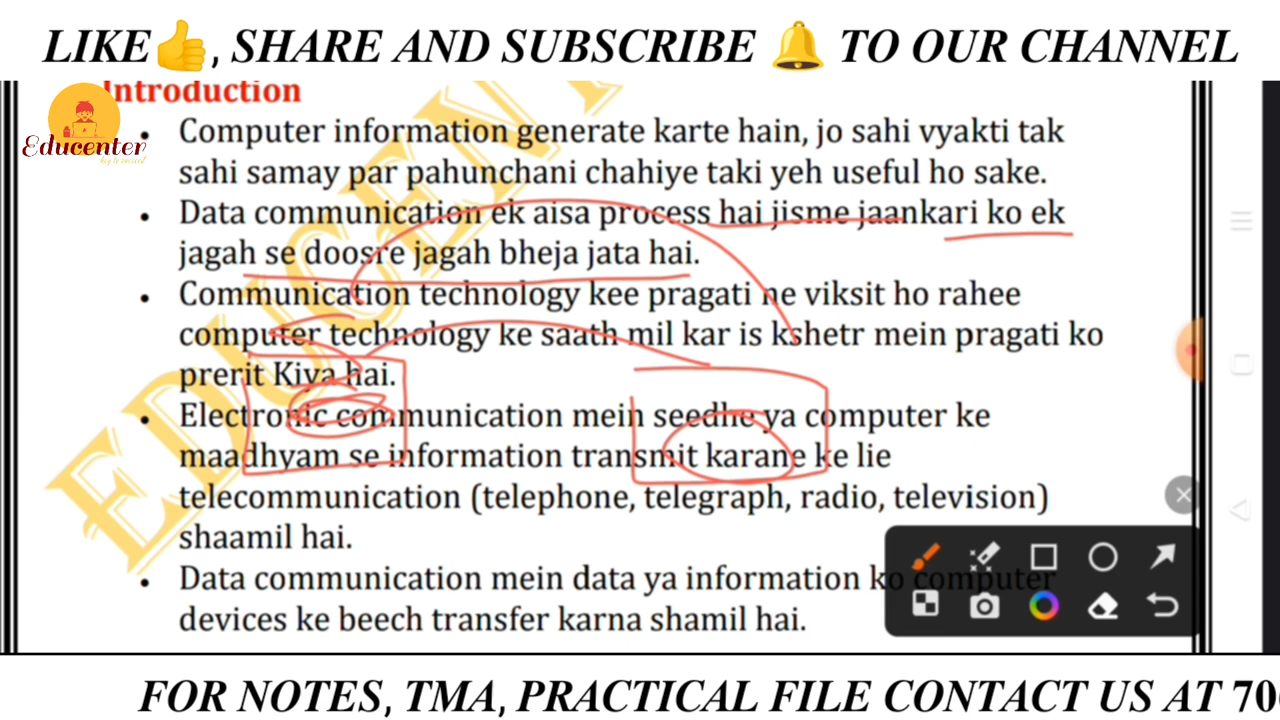 LIKE👍, SHARE AND SUBSCRIBE 🔔 TO OUR CHANNEL
Introduction
Educenter
key to success
• Computer information generate karte hain, jo sahi vyakti tak
sahi samay par pahunchani chahiye taki yeh useful ho sake.
• Data communication ek aisa process hai jisme jaankari ko ek
jagah se doosre jagah bheja jata hai.
• Communication technology kee pragati ne viksit ho rahee
computer technology ke saath mil kar is kshetr mein pragati ko
prerit Kiya hai.
• Electronic communication mein seedhe ya computer ke
maadhyam se information transmit karane ke lie
telecommunication (telephone, telegraph, radio, television)
shaamil hai.
• Data communication mein data ya information ko computer
devices ke beech transfer karna shamil hai.
FOR NOTES, TMA, PRACTICAL FILE CONTACT US AT 70